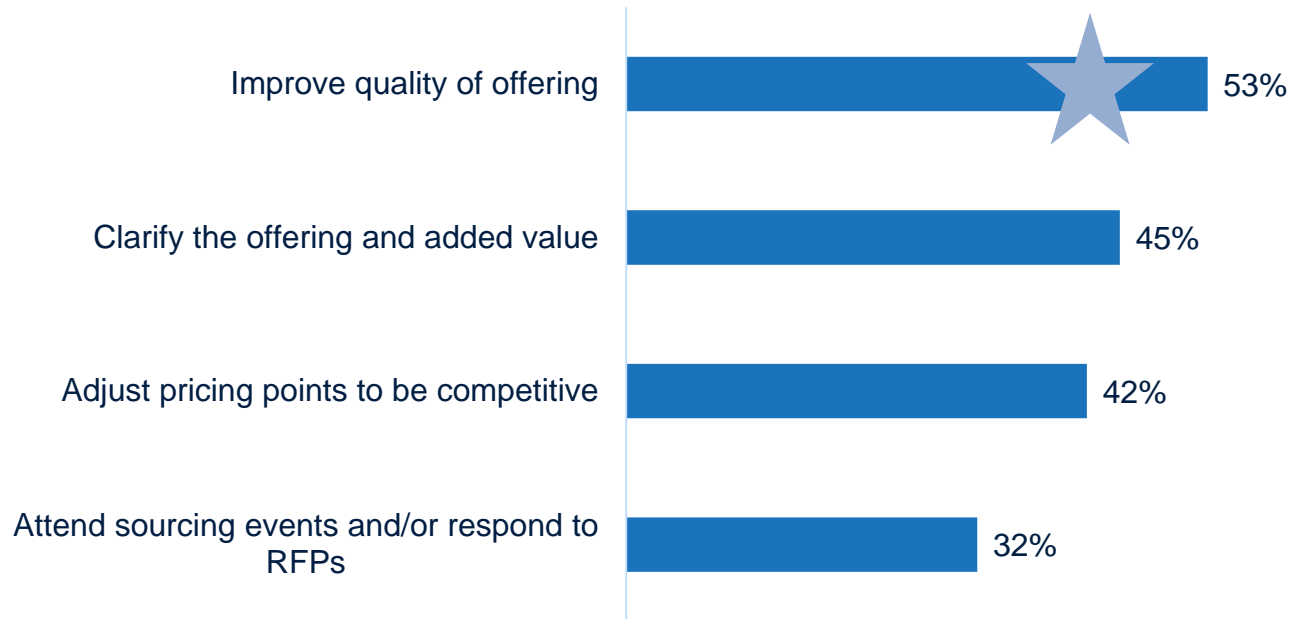 Improve quality of offering
53%
Clarify the offering and added value
45%
Adjust pricing points to be competitive
42%
Attend sourcing events and/or respond to
RFPs
32%